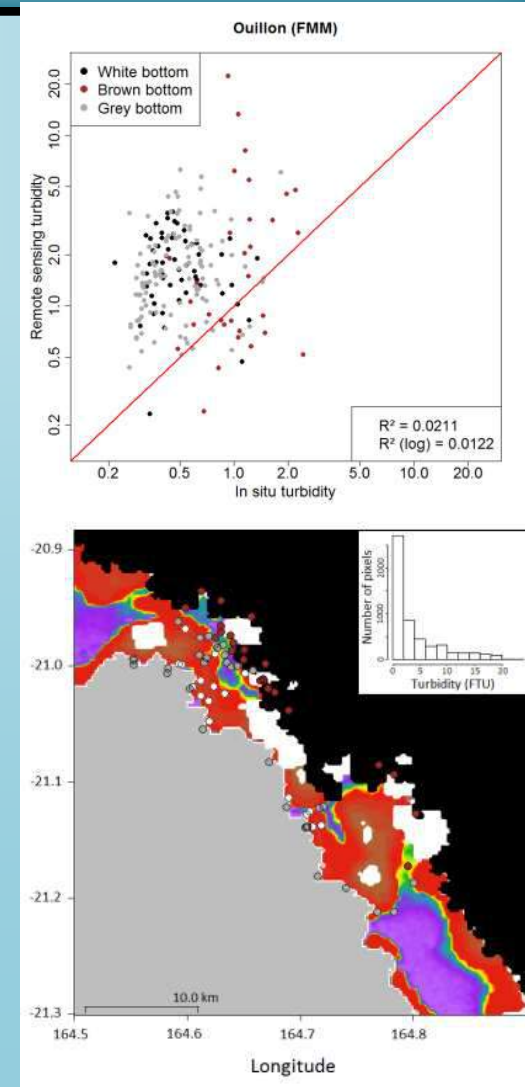 Ouillon (FMM)
White bottom
Brown bottom
Grey bottom
Remote sensing turbidity
20.0
10.0
5.0
2.0
1.0
0.5
0.2
R² = 0.0211
R² (log) = 0.0122
0.2 0.5 1.0 2.0 5.0 10.0 20.0
In situ turbidity
-20.9
-21.0
-21.1
-21.2
-21.3
Number of pixels
2000
1000
0
0 5 10 15 20
Turbidity (FTU)
10.0 km
164.5 164.6 164.7 164.8
Longitude